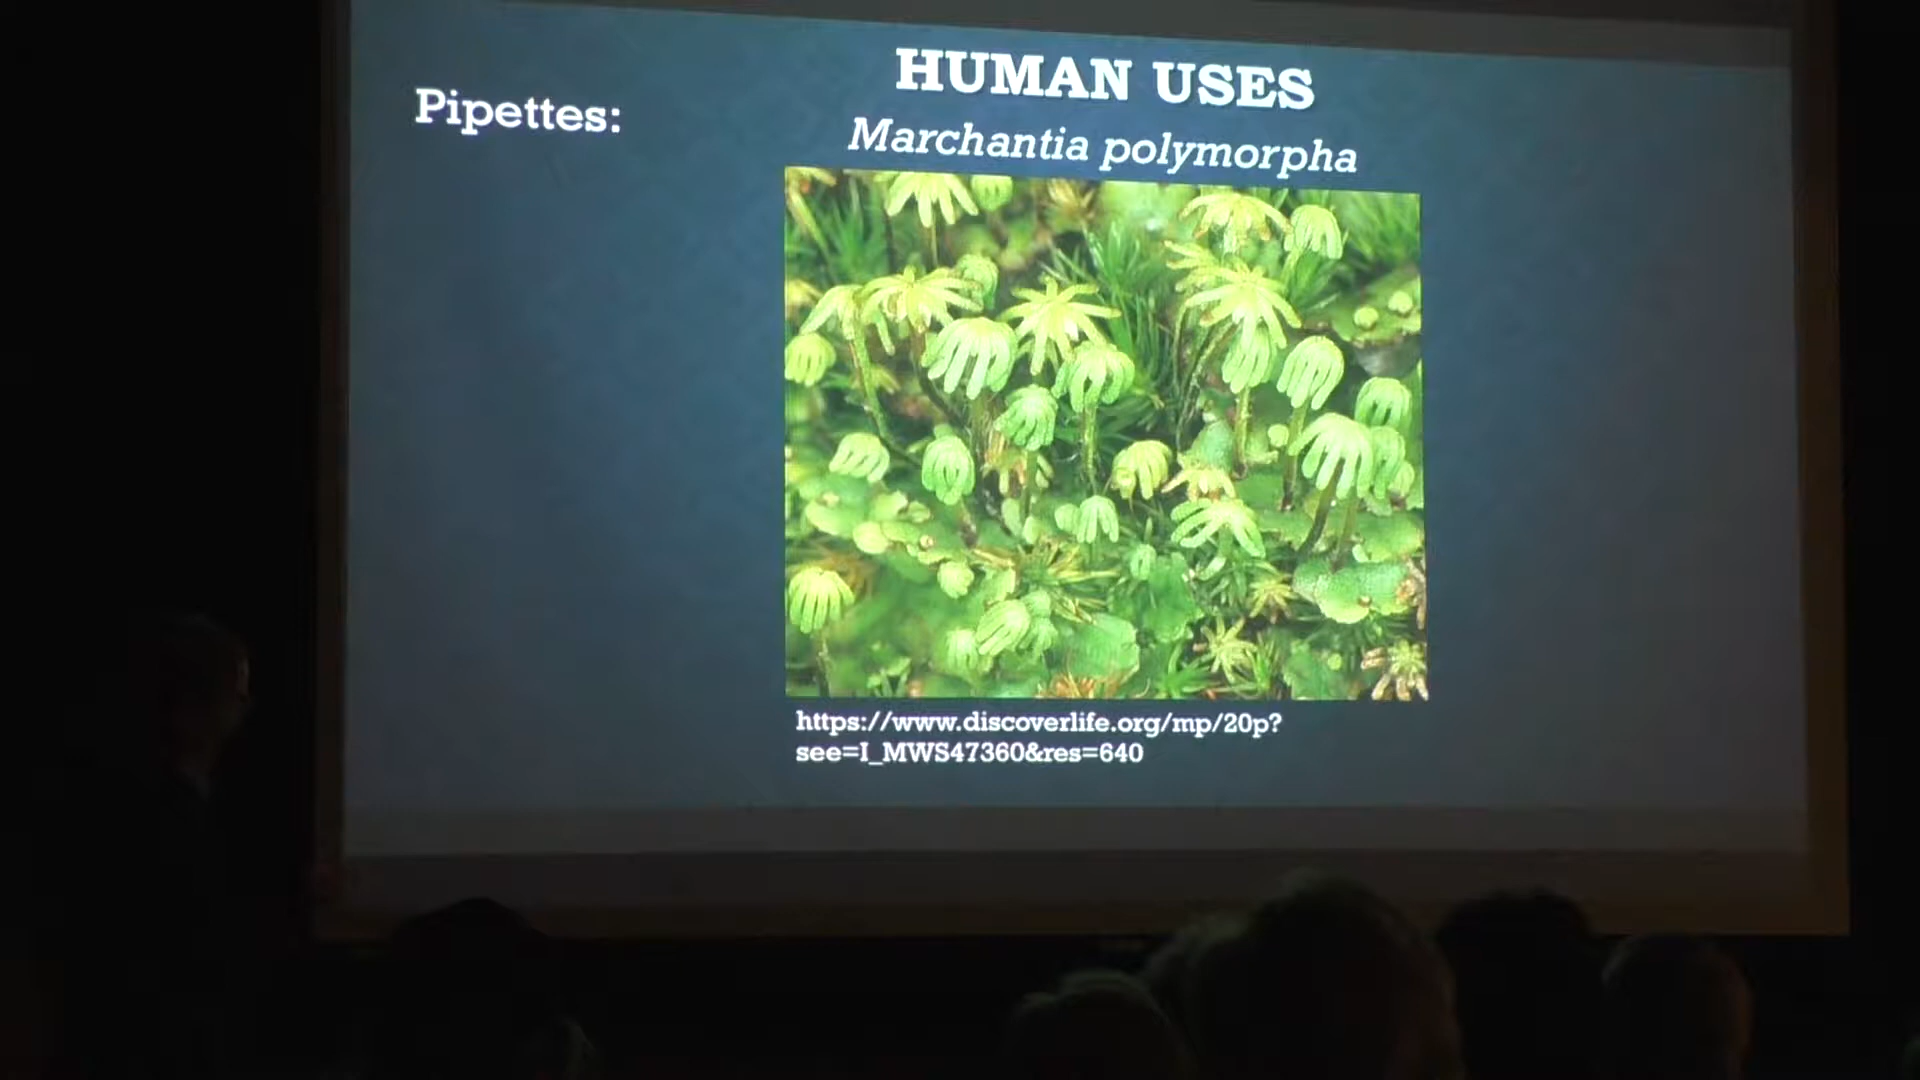 HUMAN USES
Pipettes:
Marchantia polymorpha
https://www.discoverlife.org/mp/20p?
see=I_MWS47360&res=640